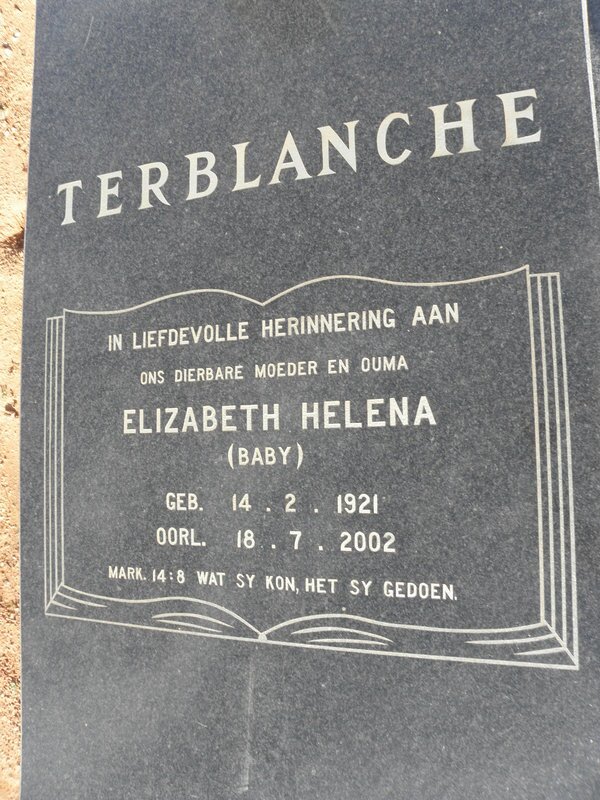 TERBLANCHE
IN LIEFDEVOLLE HERINNERING AAN
ONS DIERBARE MOEDER EN OUMA
ELIZABETH HELENA
(BABY)
GEB. 14 . 2 . 1921
OORL. 18 . 7 . 2002
MARK. 14:8 WAT SY KON, HET SY GEDOEN.